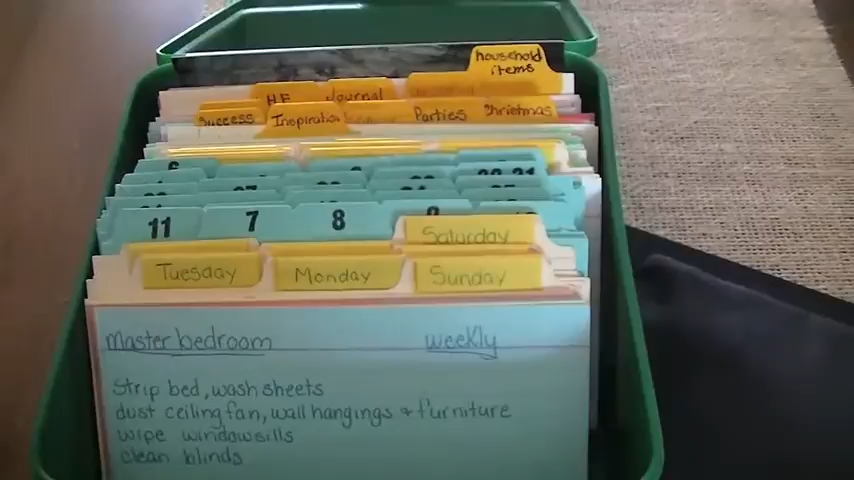 household
items
Journal
Success Inspiration Parties Christmas
6
11 7 8
Saturday
Tuesday Monday Sunday
Master bedroom weekly
Strip bed, wash sheets
dust ceiling fan, wall hangings & furniture
wipe windowsills
clean blinds